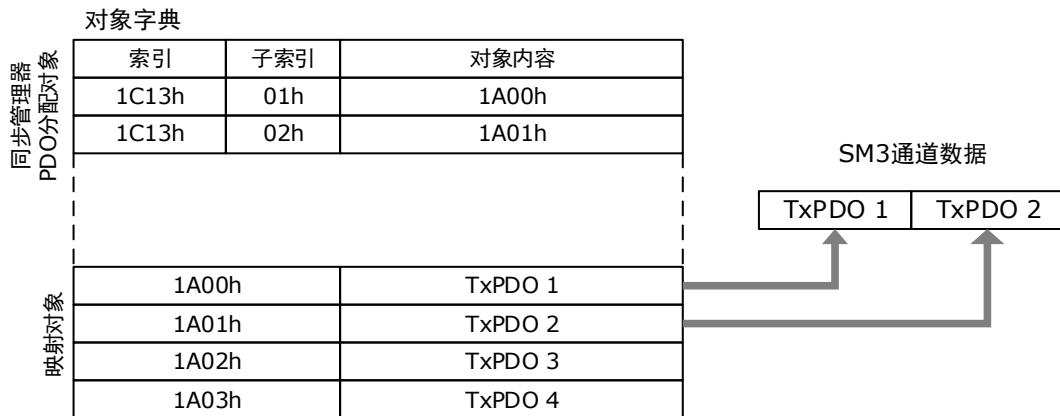 对象字典
同步管理器
PDO分配对象
索引 子索引 对象内容
1C13h 01h 1A00h
1C13h 02h 1A01h
SM3通道数据
TxPDO 1 TxPDO 2
映射对象
1A00h TxPDO 1
1A01h TxPDO 2
1A02h TxPDO 3
1A03h TxPDO 4